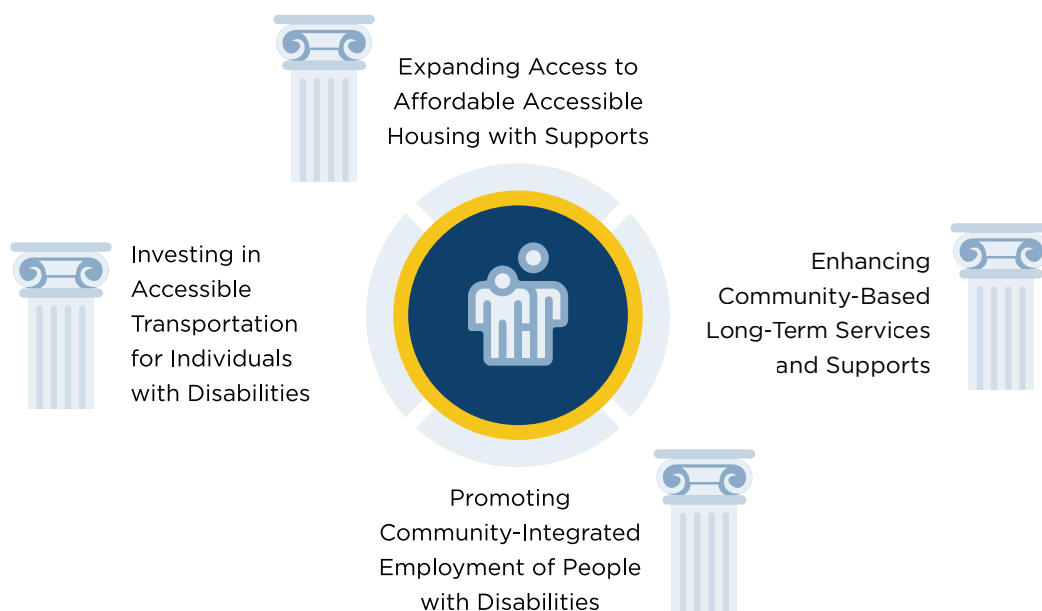 Expanding Access to
Affordable Accessible
Housing with Supports
Investing in
Accessible
Transportation
for Individuals
with Disabilities
Enhancing
Community-Based
Long-Term Services
and Supports
Promoting
Community-Integrated
Employment of People
with Disabilities